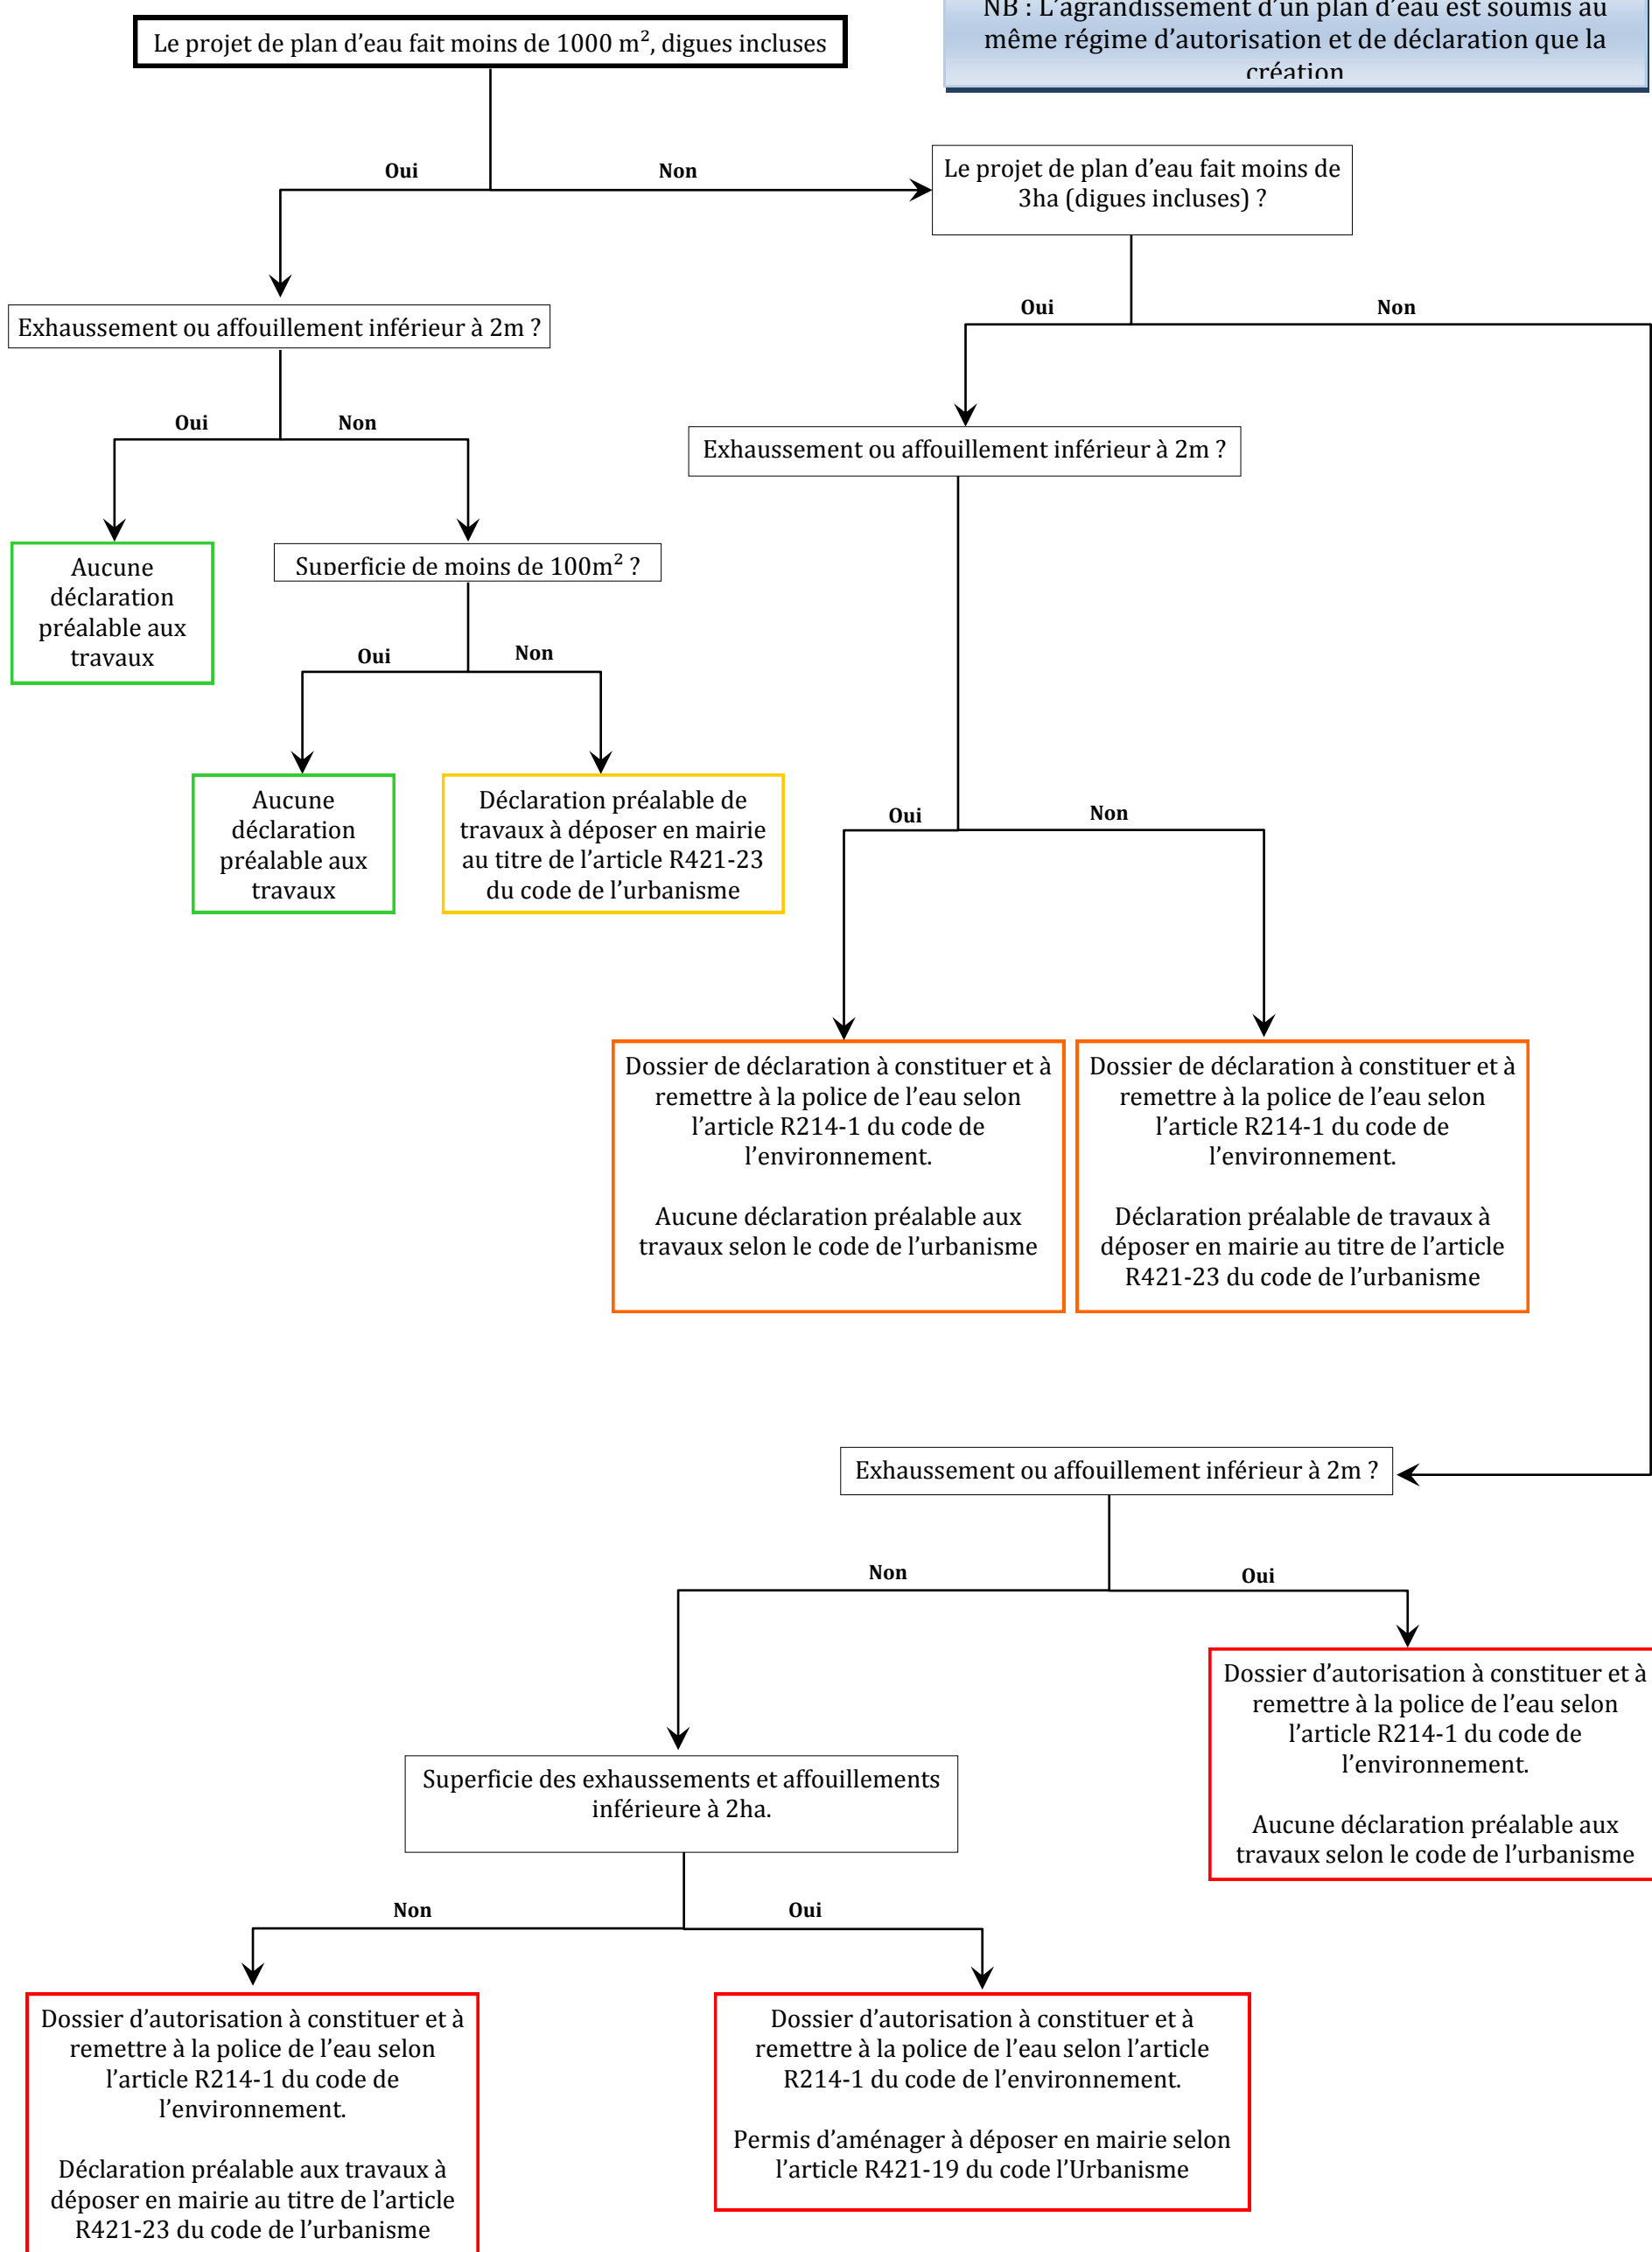 NB : L’agrandissement d’un plan d’eau est soumis au
même régime d’autorisation et de déclaration que la
création
Le projet de plan d’eau fait moins de 1000 m², digues incluses
Oui
Non
Le projet de plan d’eau fait moins de
3ha (digues incluses) ?
Oui
Non
Exhaussement ou affouillement inférieur à 2m ?
Oui
Non
Exhaussement ou affouillement inférieur à 2m ?
Aucune
déclaration
préalable aux
travaux
Superficie de moins de 100m² ?
Oui
Non
Aucune
déclaration
préalable aux
travaux
Déclaration préalable de
travaux à déposer en mairie
au titre de l’article R421-23
du code de l’urbanisme
Oui
Non
Dossier de déclaration à constituer et à
remettre à la police de l’eau selon
l’article R214-1 du code de
l’environnement.
Aucune déclaration préalable aux
travaux selon le code de l’urbanisme
Dossier de déclaration à constituer et à
remettre à la police de l’eau selon
l’article R214-1 du code de
l’environnement.
Déclaration préalable de travaux à
déposer en mairie au titre de l’article
R421-23 du code de l’urbanisme
Exhaussement ou affouillement inférieur à 2m ?
Non
Oui
Dossier d’autorisation à constituer et à
remettre à la police de l’eau selon
l’article R214-1 du code de
l’environnement.
Aucune déclaration préalable aux
travaux selon le code de l’urbanisme
Superficie des exhaussements et affouillements
inférieure à 2ha.
Non
Oui
Dossier d’autorisation à constituer et à
remettre à la police de l’eau selon
l’article R214-1 du code de
l’environnement.
Déclaration préalable aux travaux à
déposer en mairie au titre de l’article
R421-23 du code de l’urbanisme
Dossier d’autorisation à constituer et à
remettre à la police de l’eau selon l’article
R214-1 du code de l’environnement.
Permis d’aménager à déposer en mairie selon
l’article R421-19 du code l’Urbanisme